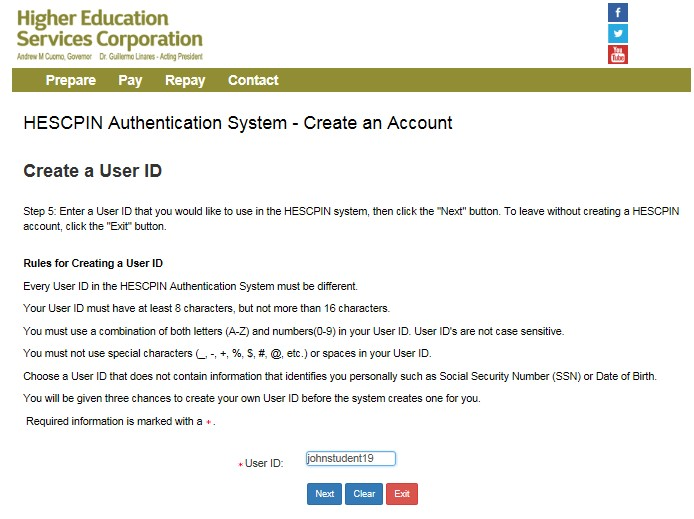 Higher Education
Services Corporation
Andrew M Cuomo, Governor Dr. Guillermo Linares - Acting President
f
You
Tube
Prepare Pay Repay Contact
HESCPIN Authentication System - Create an Account
Create a User ID
Step 5: Enter a User ID that you would like to use in the HESCPIN system, then click the "Next" button. To leave without creating a HESCPIN
account, click the "Exit" button.
Rules for Creating a User ID
Every User ID in the HESCPIN Authentication System must be different.
Your User ID must have at least 8 characters, but not more than 16 characters.
You must use a combination of both letters (A-Z) and numbers(0-9) in your User ID. User ID's are not case sensitive.
You must not use special characters (_, -, +, %, $, #, @, etc.) or spaces in your User ID.
Choose a User ID that does not contain information that identifies you personally such as Social Security Number (SSN) or Date of Birth.
You will be given three chances to create your own User ID before the system creates one for you.
Required information is marked with a *.
* User ID: johnstudent19
Next Clear Exit